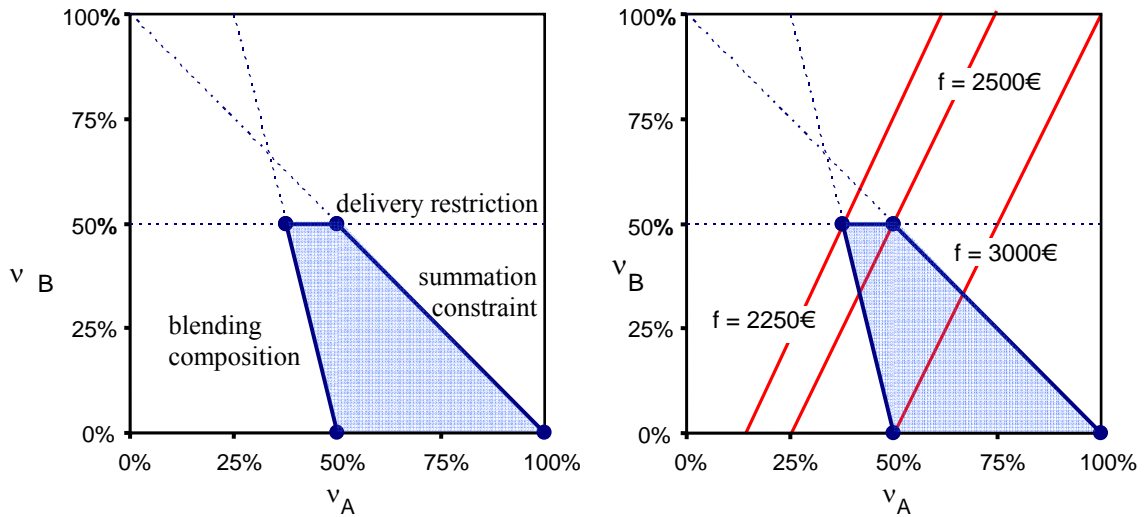 100%
75%
50%
25%
0%
ν B
delivery restriction
summation
constraint
blending
composition
0% 25% 50% 75% 100%
ν A
100%
75%
50%
25%
0%
ν B
f = 2500€
f = 3000€
f = 2250€
0% 25% 50% 75% 100%
ν A